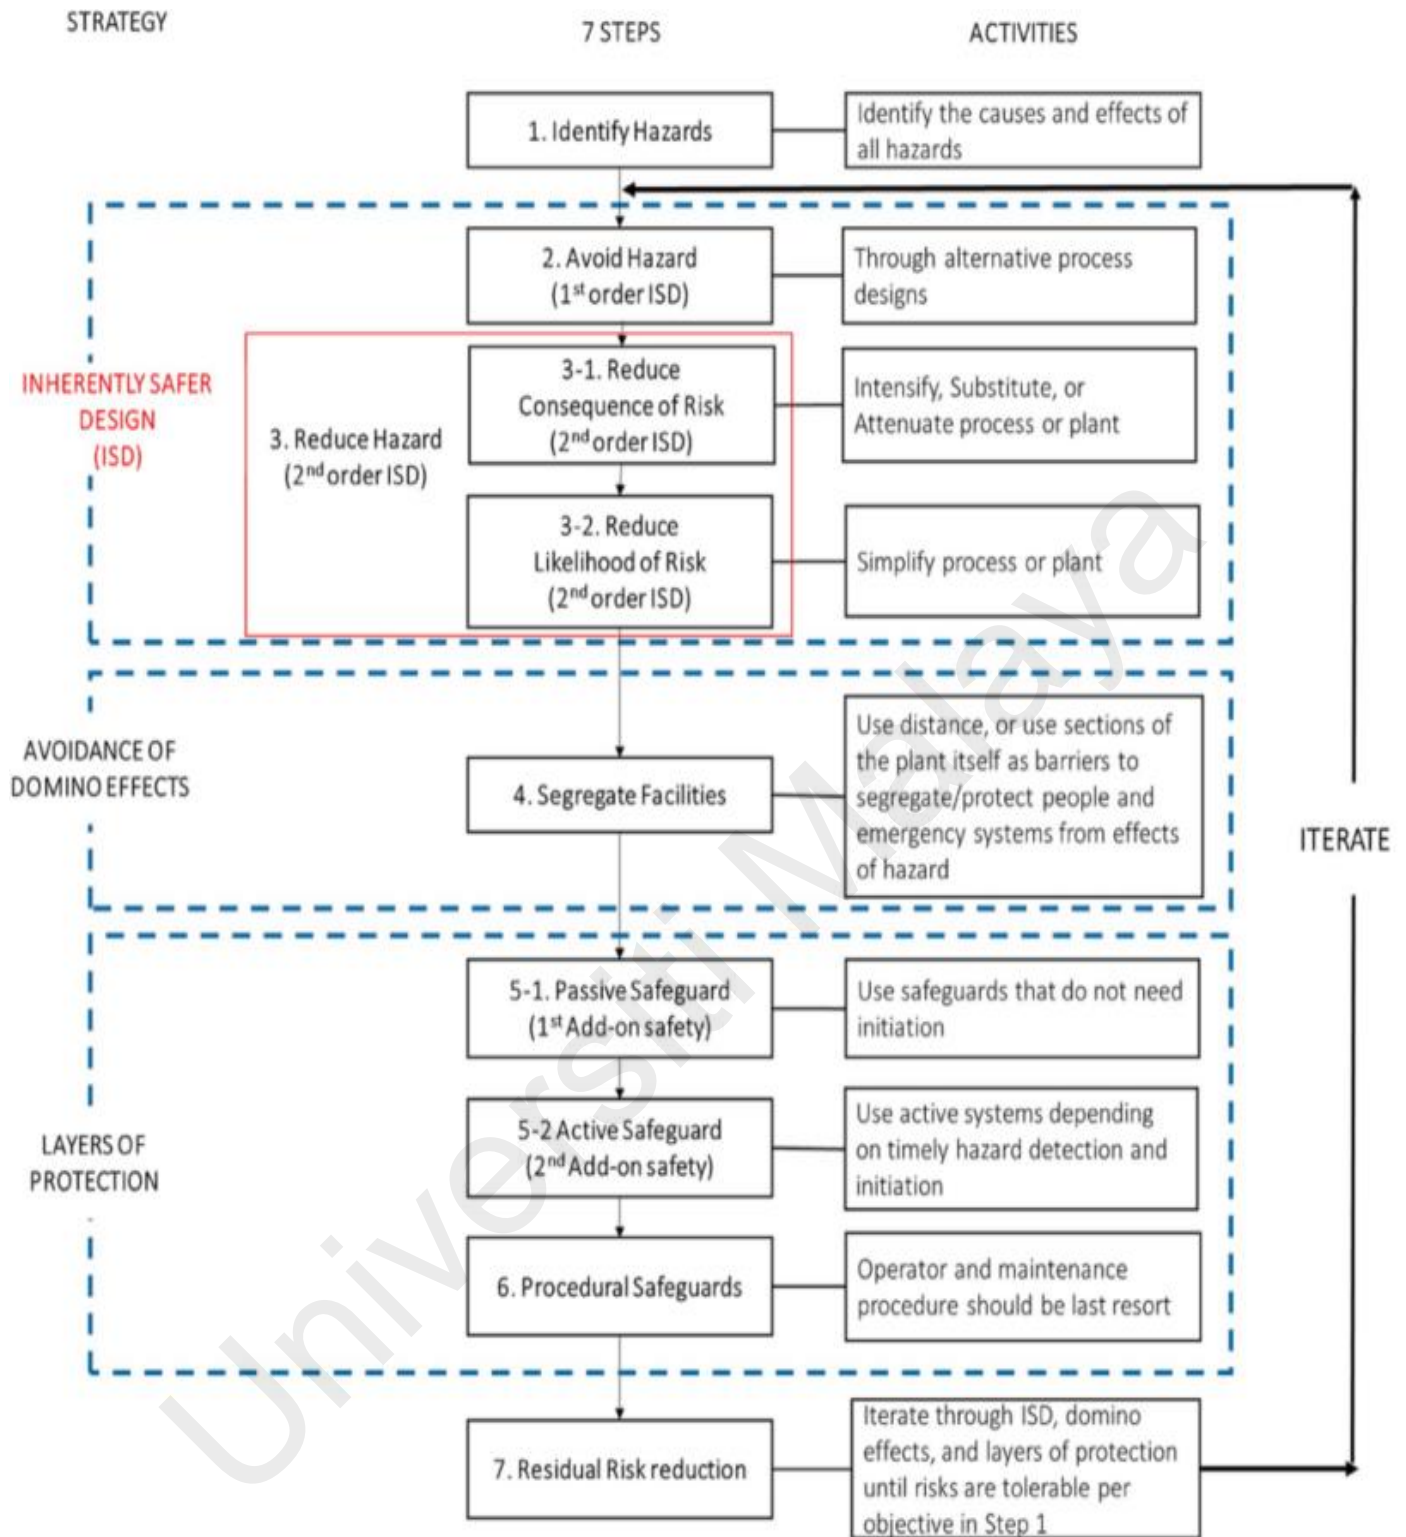 STRATEGY
7 STEPS
ACTIVITIES
1. Identify Hazards
Identify the causes and effects of
all hazards
2. Avoid Hazard
(1st order ISD)
Through alternative process
designs
INHERENTLY SAFER
DESIGN
(ISD)
3. Reduce Hazard
(2nd order ISD)
3-1. Reduce
Consequence of Risk
(2nd order ISD)
Intensify, Substitute, or
Attenuate process or plant
3-2. Reduce
Likelihood of Risk
(2nd order ISD)
Simplify process or plant
AVOIDANCE OF
DOMINO EFFECTS
4. Segregate Facilities
Use distance, or use sections of
the plant itself as barriers to
segregate/protect people and
emergency systems from effects
of hazard
ITERATE
LAYERS OF
PROTECTION
5-1. Passive Safeguard
(1st Add-on safety)
Use safeguards that do not need
initiation
5-2 Active Safeguard
(2nd Add-on safety)
Use active systems depending
on timely hazard detection and
initiation
6. Procedural Safeguards
Operator and maintenance
procedure should be last resort
7. Residual Risk reduction
Iterate through ISD, domino
effects, and layers of protection
until risks are tolerable per
objective in Step 1
Universiti Malaya